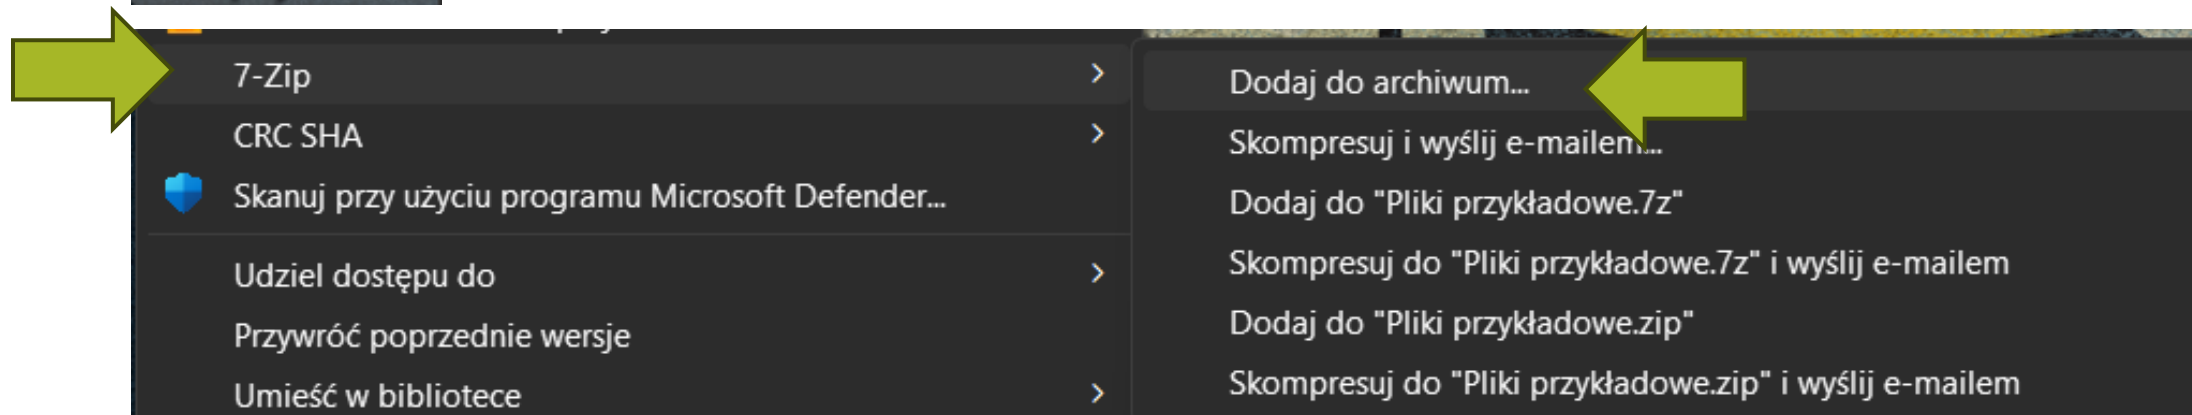 7-Zip
CRC SHA
Skanuj przy użyciu programu Microsoft Defender...
Udziel dostępu do
Przywróć poprzednie wersje
Umieść w bibliotece
Dodaj do archiwum...
Skompresuj i wyślij e-mailem...
Dodaj do "Pliki przykładowe.7z"
Skompresuj do "Pliki przykładowe.7z" i wyślij e-mailem
Dodaj do "Pliki przykładowe.zip"
Skompresuj do "Pliki przykładowe.zip" i wyślij e-mailem